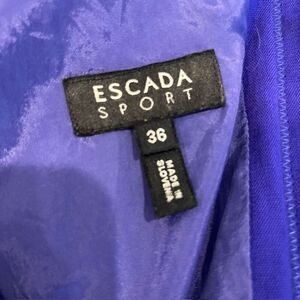 ESCADA
SPORT
36
MADE IN
SLOVENIA